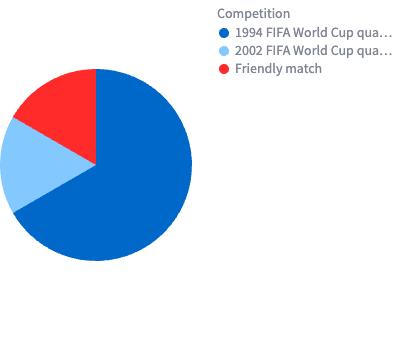 Competition
1994 FIFA World Cup qua…
2002 FIFA World Cup qua…
Friendly match